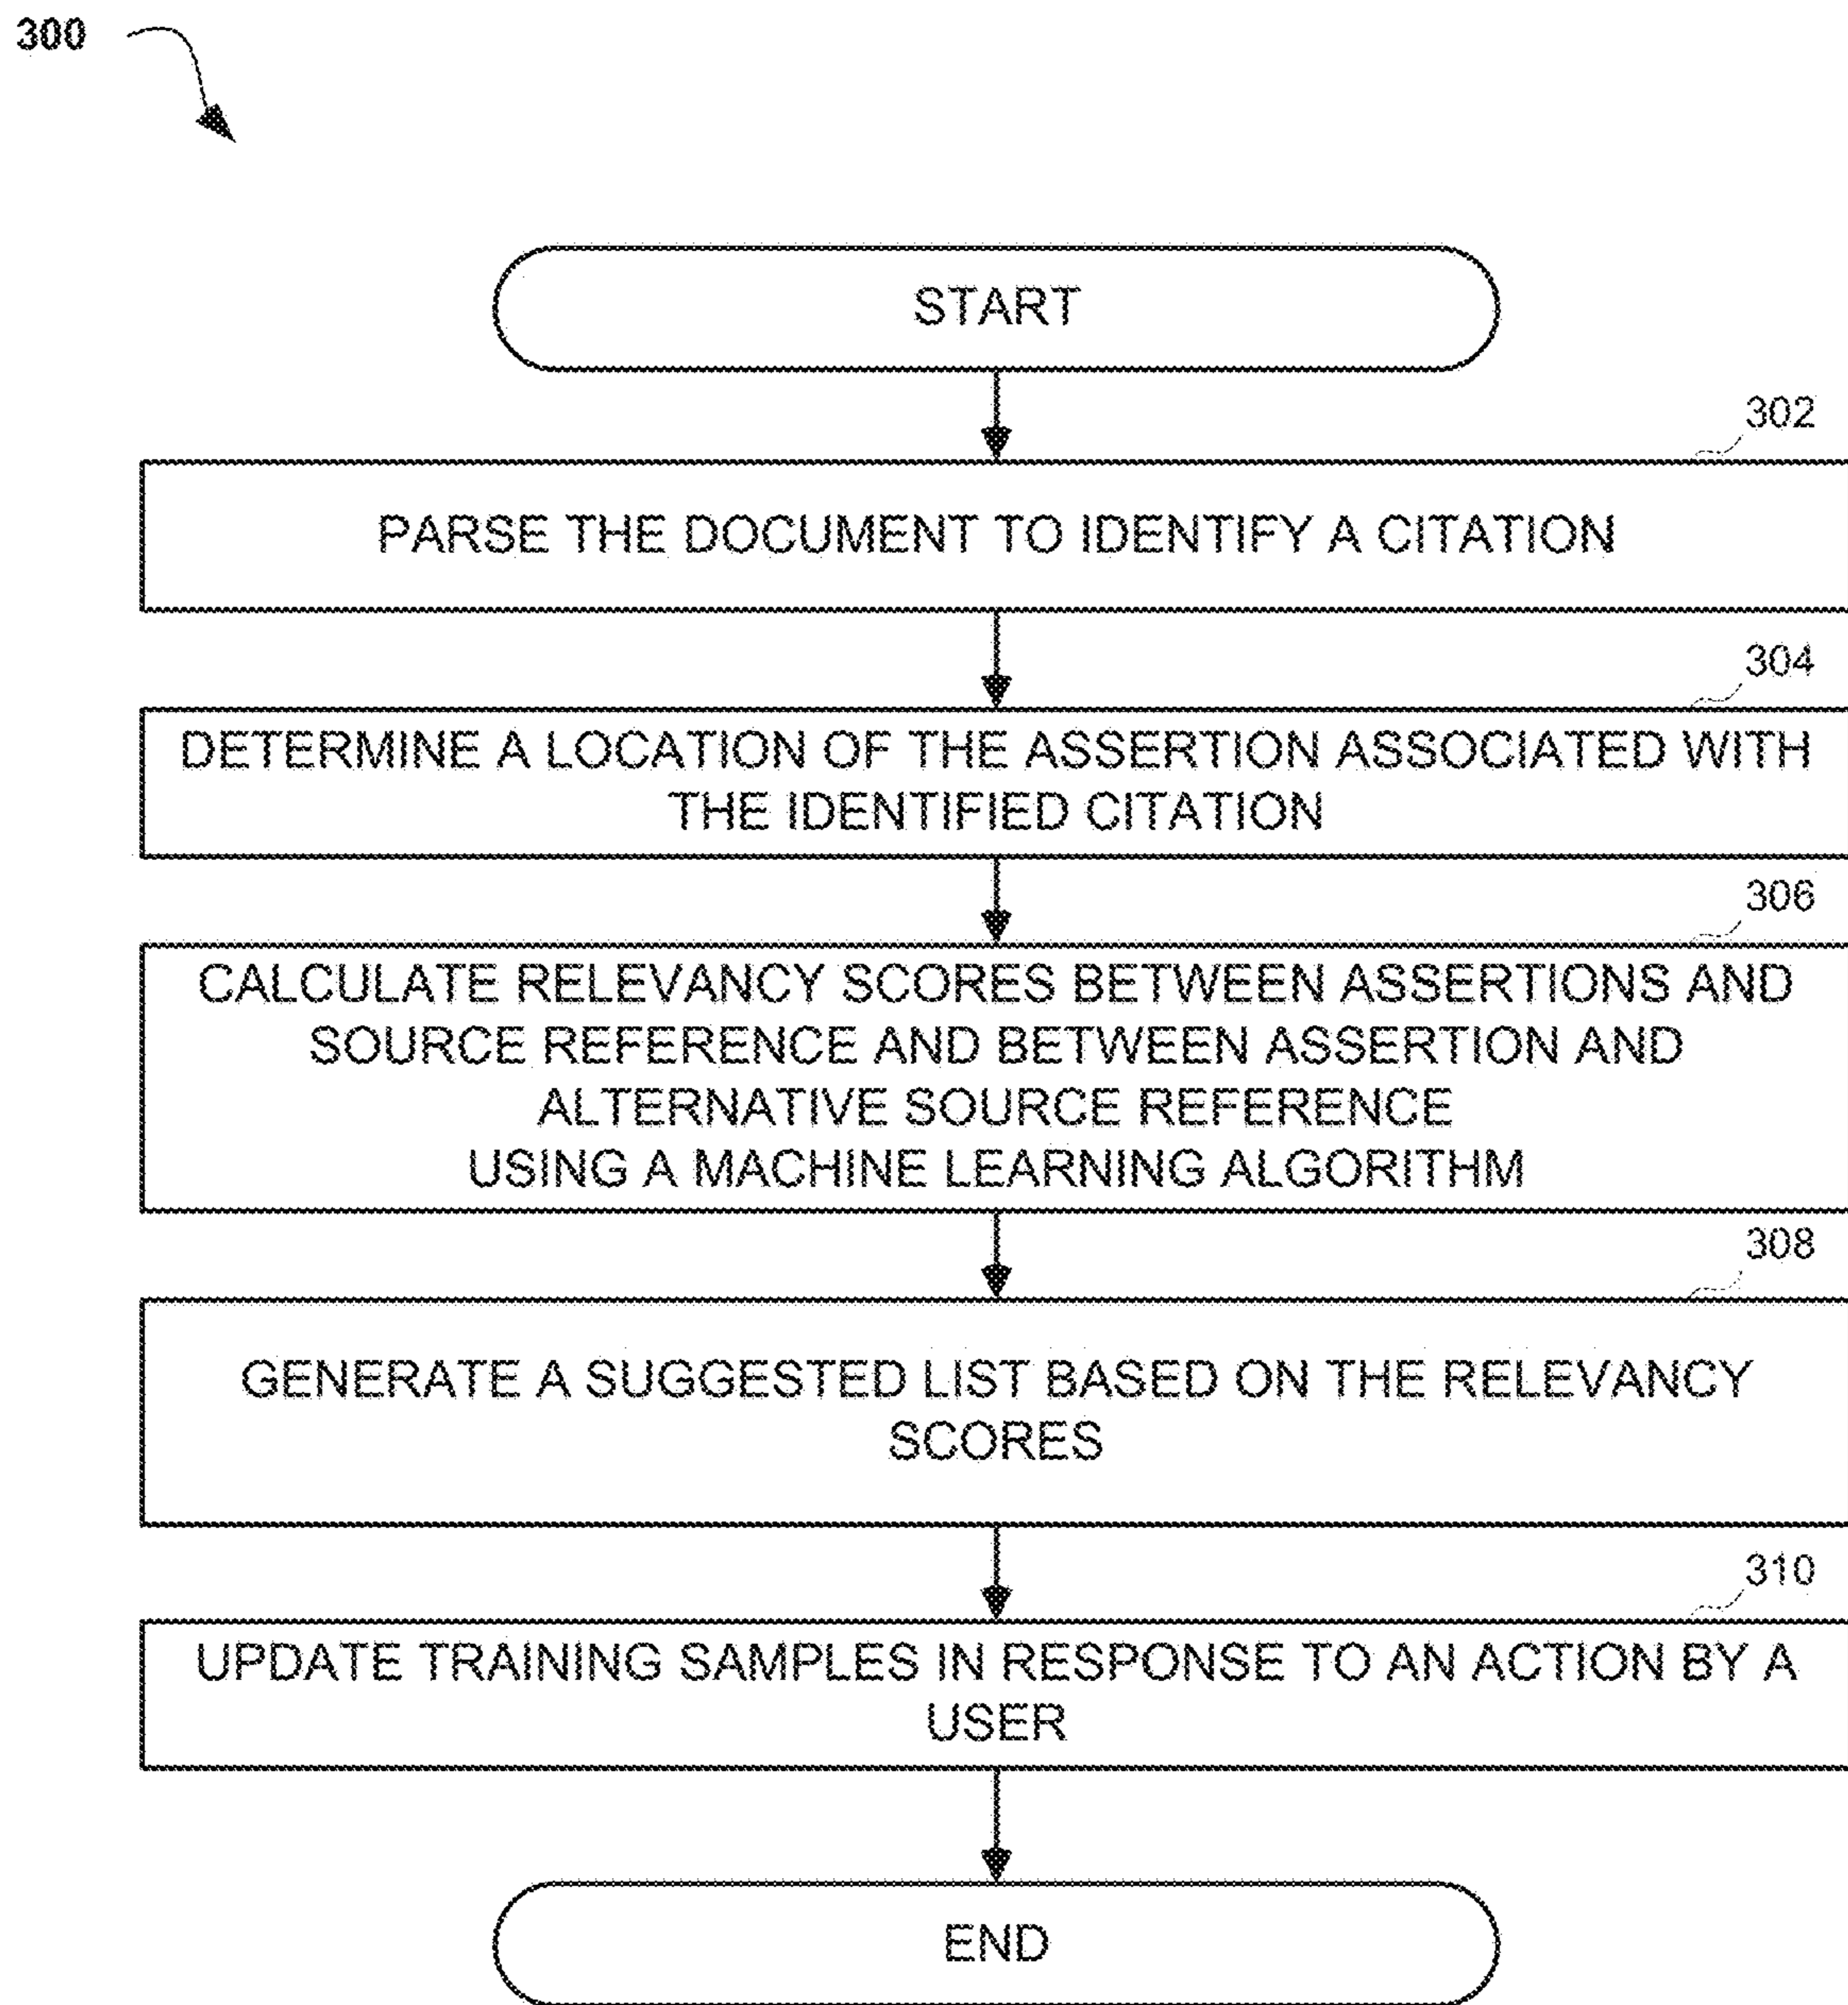 300
START
302
PARSE THE DOCUMENT TO IDENTIFY A CITATION
304
DETERMINE A LOCATION OF THE ASSERTION ASSOCIATED WITH
THE IDENTIFIED CITATION
306
CALCULATE RELEVANCY SCORES BETWEEN ASSERTIONS AND
SOURCE REFERENCE AND BETWEEN ASSERTION AND
ALTERNATIVE SOURCE REFERENCE
USING A MACHINE LEARNING ALGORITHM
308
GENERATE A SUGGESTED LIST BASED ON THE RELEVANCY
SCORES
310
UPDATE TRAINING SAMPLES IN RESPONSE TO AN ACTION BY A
USER
END